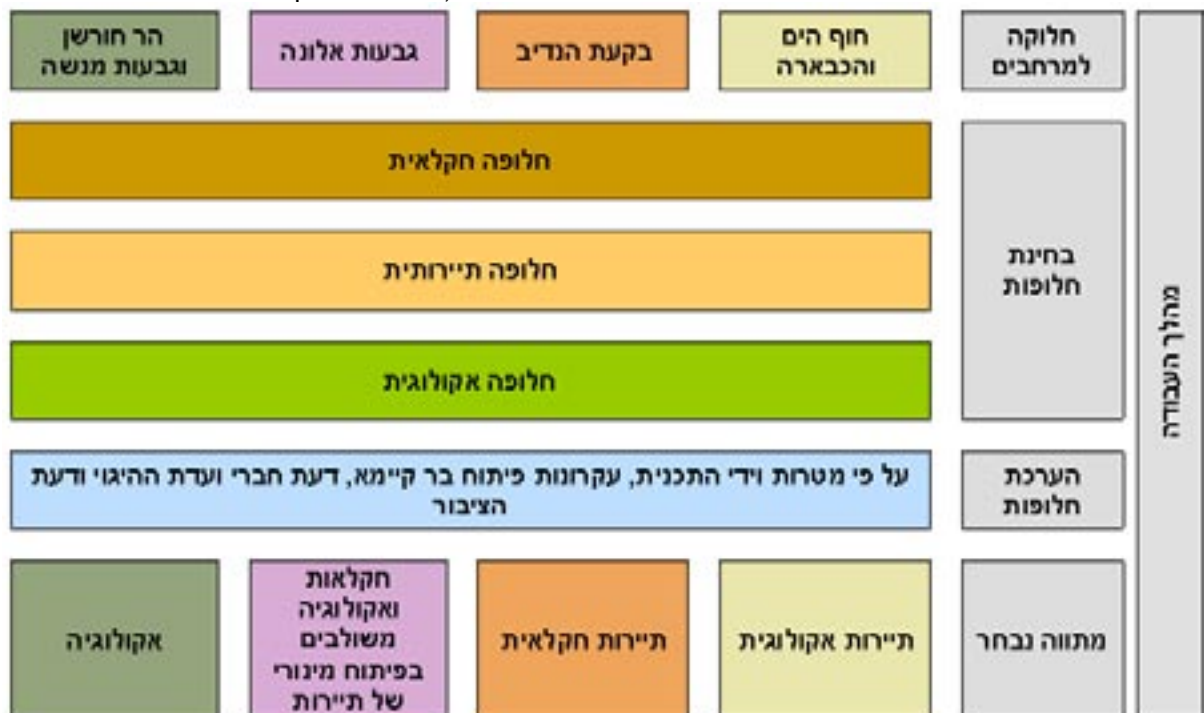 מהלך העבודה
חלוקה
למרחבים
חוף הים
והכבארה
בקעת הנדיב
גבעות אלונה
הר חורשן
וגבעות מנשה
בחינת
חלופות
חלופה חקלאית
חלופה תיירותית
חלופה אקולוגית
הערכת
חלופות
על פי מטרות וידי התכנית, עקרונות פיתוח בר קיימא, דעת חברי ועדת ההיגוי ודעת
הציבור
מתווה נבחר
תיירות אקולוגית
תיירות חקלאית
חקלאות
ואקולוגיה
משולבים
בפיתוח מינורי
של תיירות
אקולוגיה